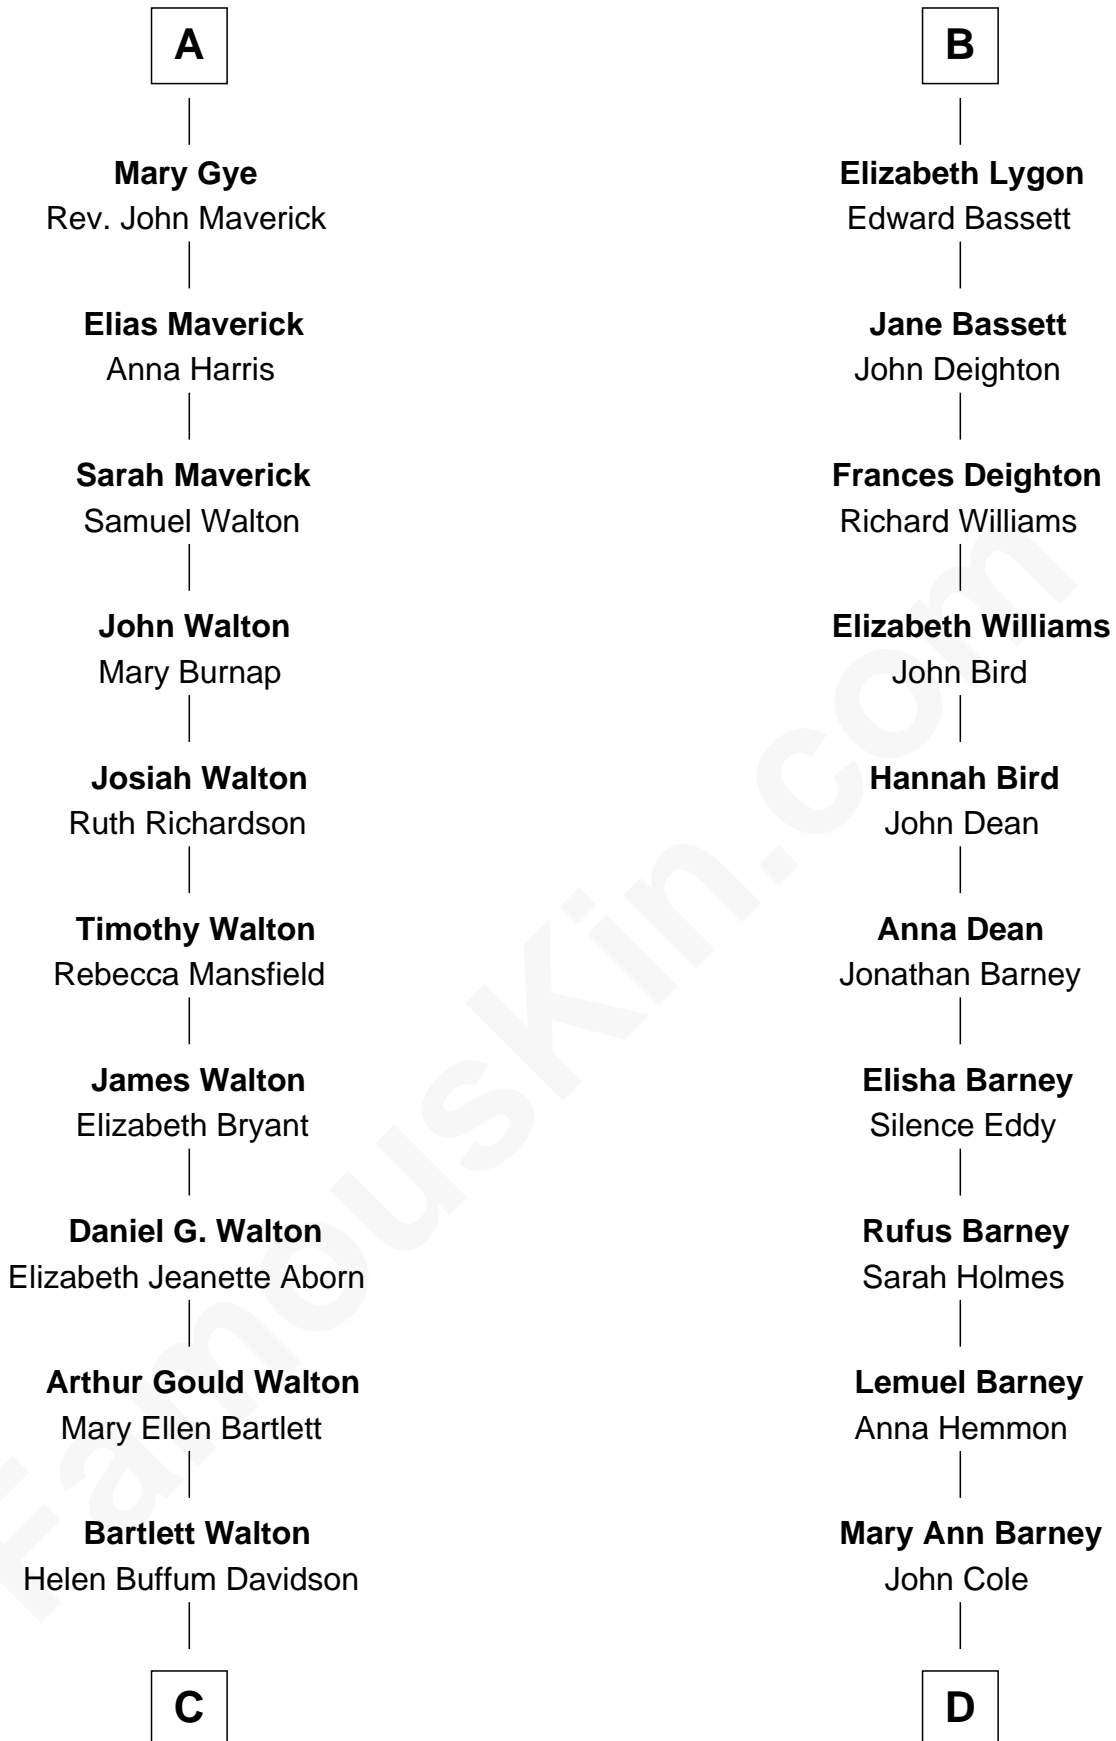 A
Mary Gye
Rev. John Maverick
Elias Maverick
Anna Harris
Sarah Maverick
Samuel Walton
John Walton
Mary Burnap
Josiah Walton
Ruth Richardson
Timothy Walton
Rebecca Mansfield
James Walton
Elizabeth Bryant
Daniel G. Walton
Elizabeth Jeanette Aborn
Arthur Gould Walton
Mary Ellen Bartlett
Bartlett Walton
Helen Buffum Davidson
C
B
Elizabeth Lygon
Edward Bassett
Jane Bassett
John Deighton
Frances Deighton
Richard Williams
Elizabeth Williams
John Bird
Hannah Bird
John Dean
Anna Dean
Jonathan Barney
Elisha Barney
Silence Eddy
Rufus Barney
Sarah Holmes
Lemuel Barney
Anna Hemmon
Mary Ann Barney
John Cole
D
FamousKin.com